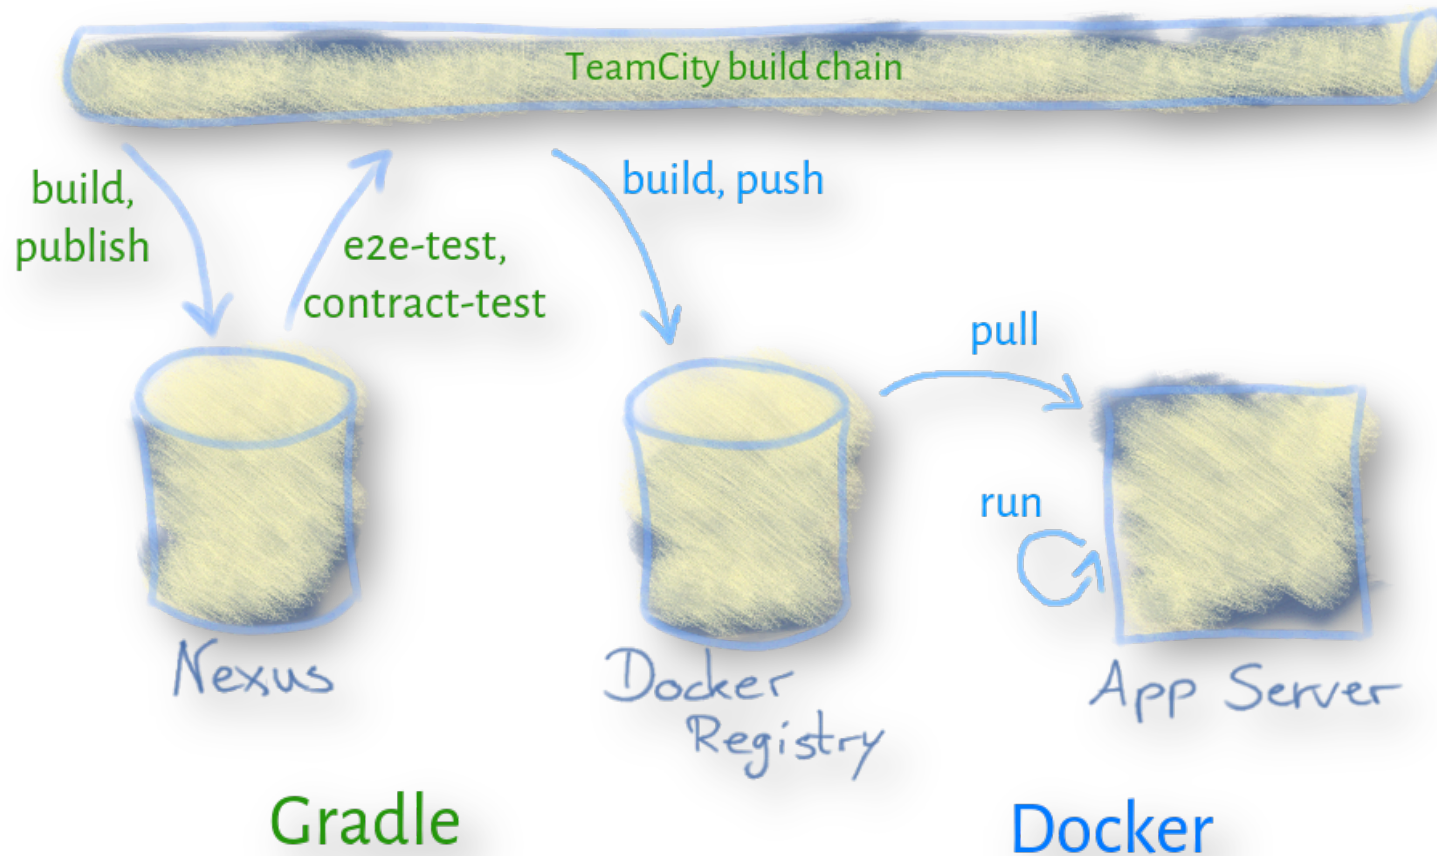 TeamCity build chain
build,
publish
e2e-test,
contract-test
build, push
pull
run
Nexus
Docker
Registry
App Server
Gradle
Docker